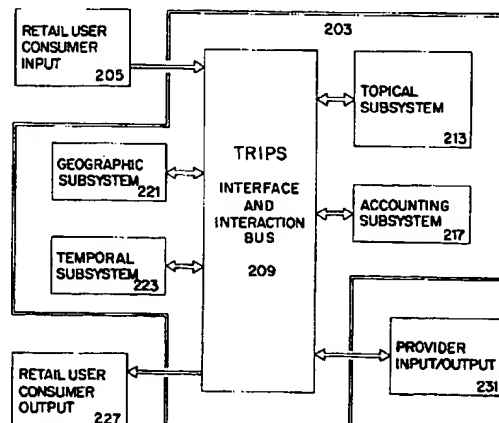 RETAIL USER
CONSUMER
INPUT
205
203
TOPICAL
SUBSYSTEM
213
GEOGRAPHIC
SUBSYSTEM
221
TRIPS
INTERFACE
AND
INTERACTION
BUS
209
ACCOUNTING
SUBSYSTEM
217
TEMPORAL
SUBSYSTEM
223
PROVIDER
INPUT/OUTPUT
231
RETAIL USER
CONSUMER
OUTPUT
227